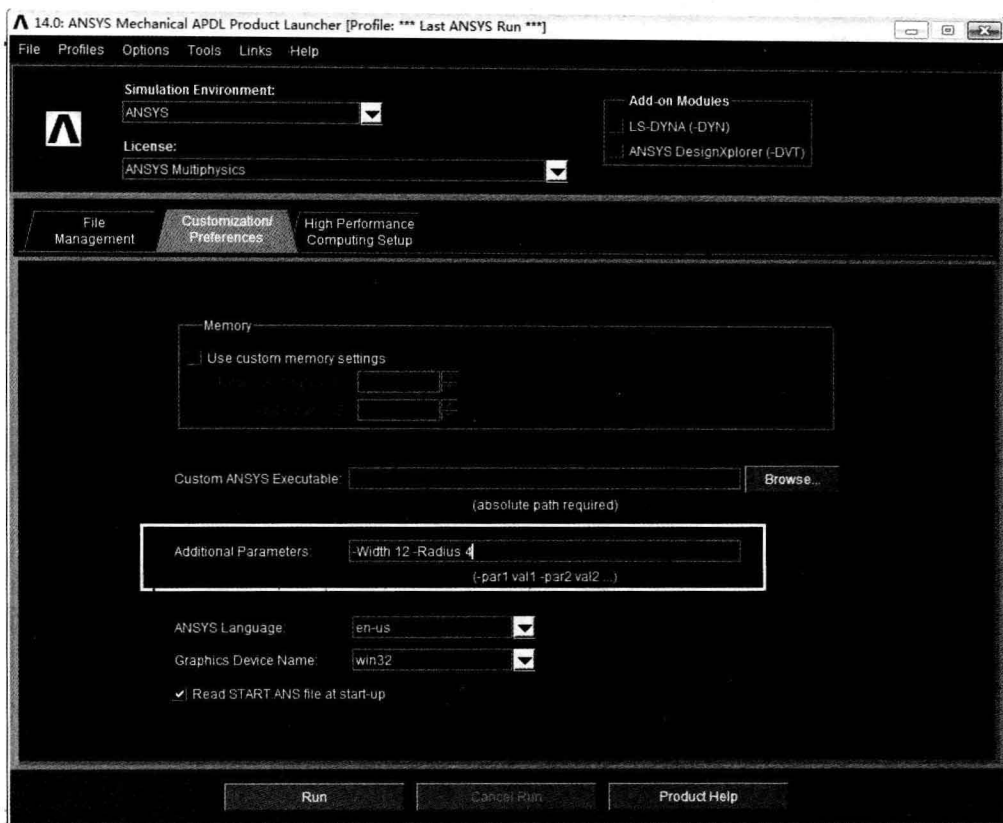 14.0: ANSYS Mechanical APDL Product Launcher [Profile: *** Last ANSYS Run ***]
File Profiles Options Tools Links Help
Simulation Environment:
ANSYS
License:
ANSYS Multiphysics
Add-on Modules
LS-DYNA (-DYN)
ANSYS DesignXplorer (-DVT)
File
Management
Customization/
Preferences
High Performance
Computing Setup
Memory
Use custom memory settings
Custom ANSYS Executable:
Browse...
(absolute path required)
Additional Parameters: -Width 12 -Radius 4
(-par1 val1 -par2 val2 ...)
ANSYS Language: en-us
Graphics Device Name: win32
Read START.ANS file at start-up
Run Cancel Run Product Help